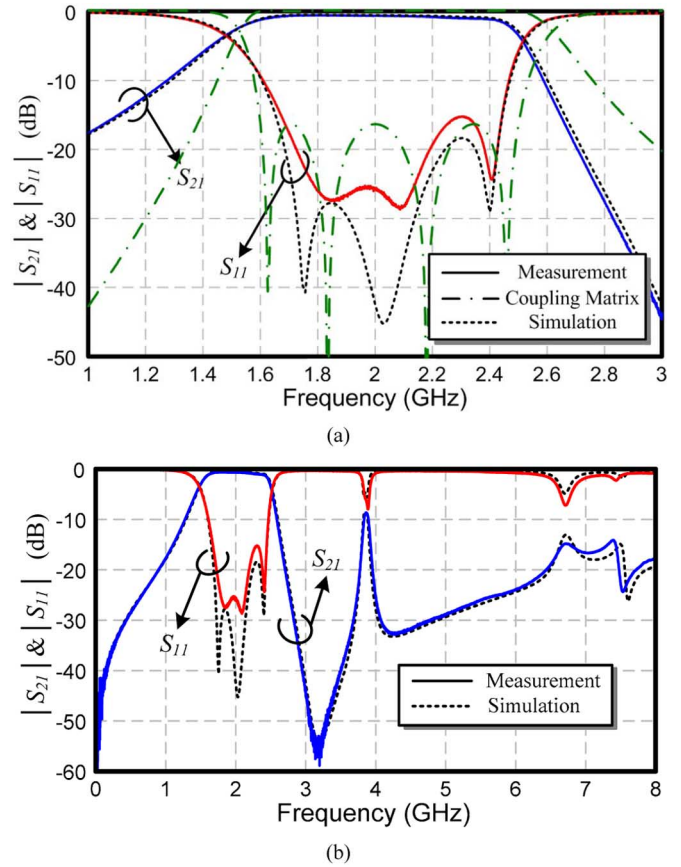 0
-10
-20
-30
-40
-50
|S21| & |S11| (dB)
S21
S11
Measurement
Coupling Matrix
Simulation
1 1.2 1.4 1.6 1.8 2 2.2 2.4 2.6 2.8 3
Frequency (GHz)
(a)
0
-10
-20
-30
-40
-50
-60
|S21| & |S11| (dB)
S21
S11
Measurement
Simulation
0 1 2 3 4 5 6 7 8
Frequency (GHz)
(b)